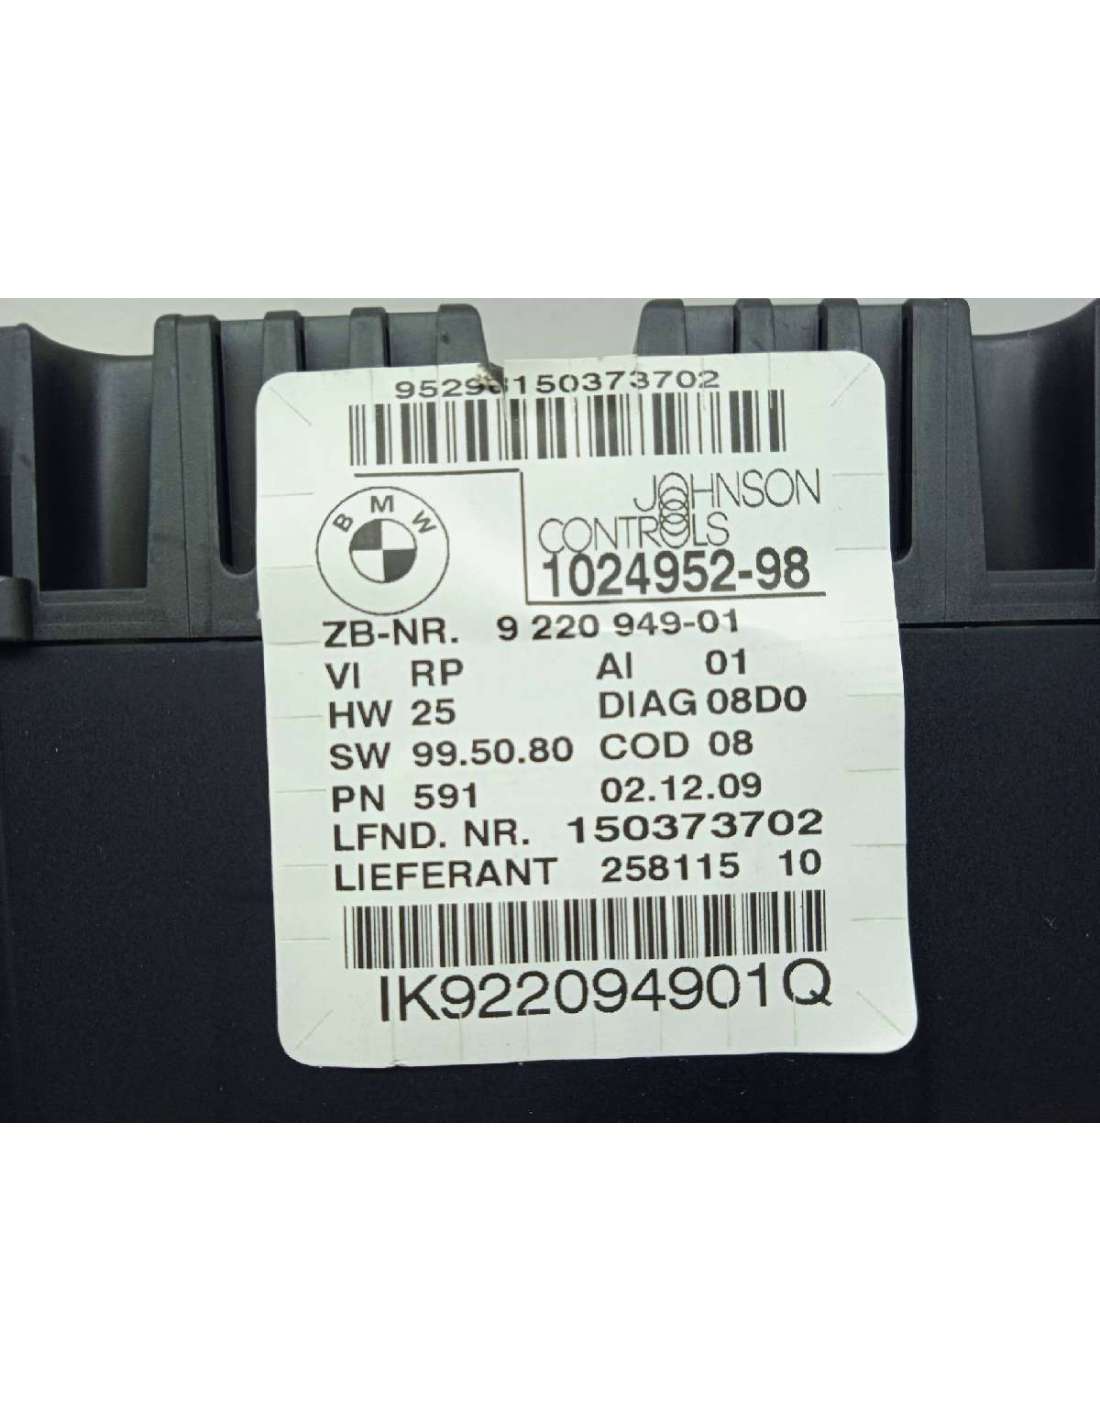 95298150373702
BMW
JOHNSON
CONTROLS
1024952-98
ZB-NR. 9 220 949-01
VI RP AI 01
HW 25 DIAG 08D0
SW 99.50.80 COD 08
PN 591 02.12.09
LFND. NR. 150373702
LIEFERANT 258115 10
IK922094901Q